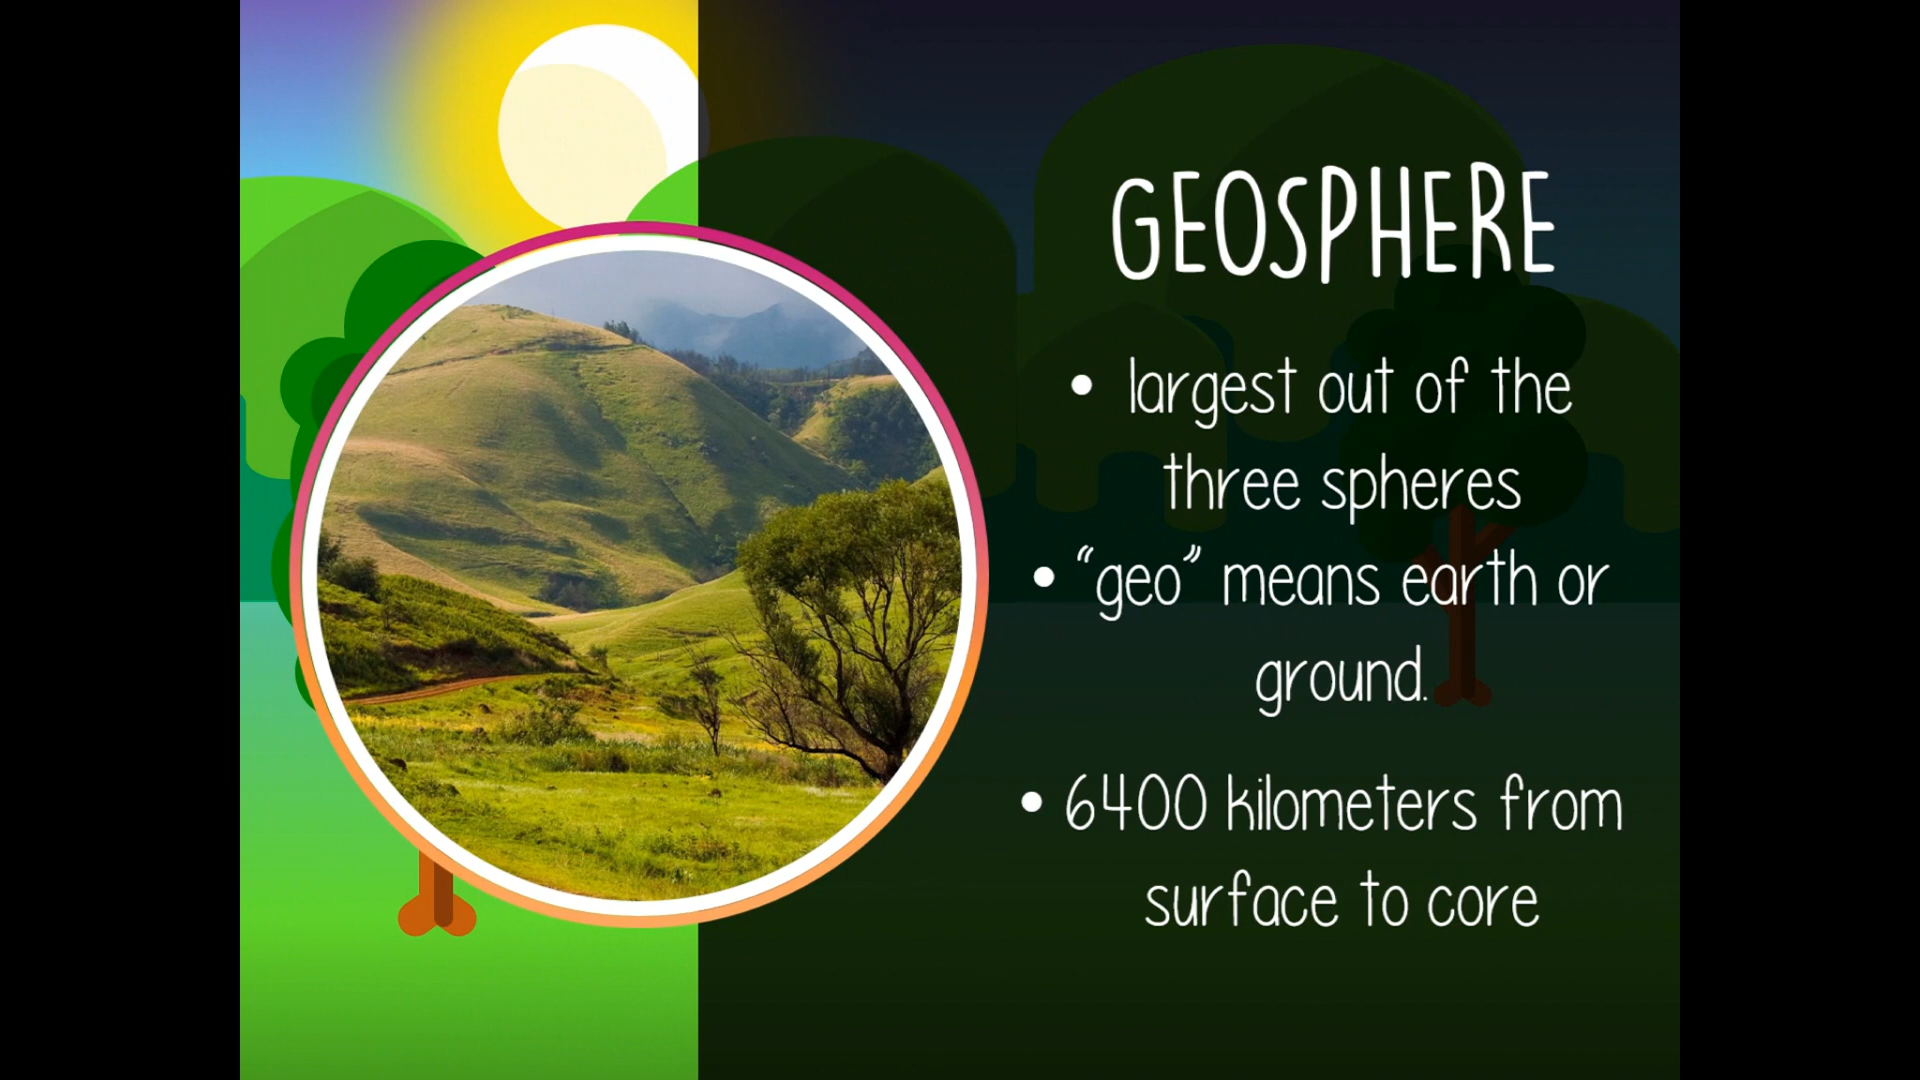 GEOSPHERE
• largest out of the
three spheres
• “geo” means earth or
ground.
• 6400 kilometers from
surface to core